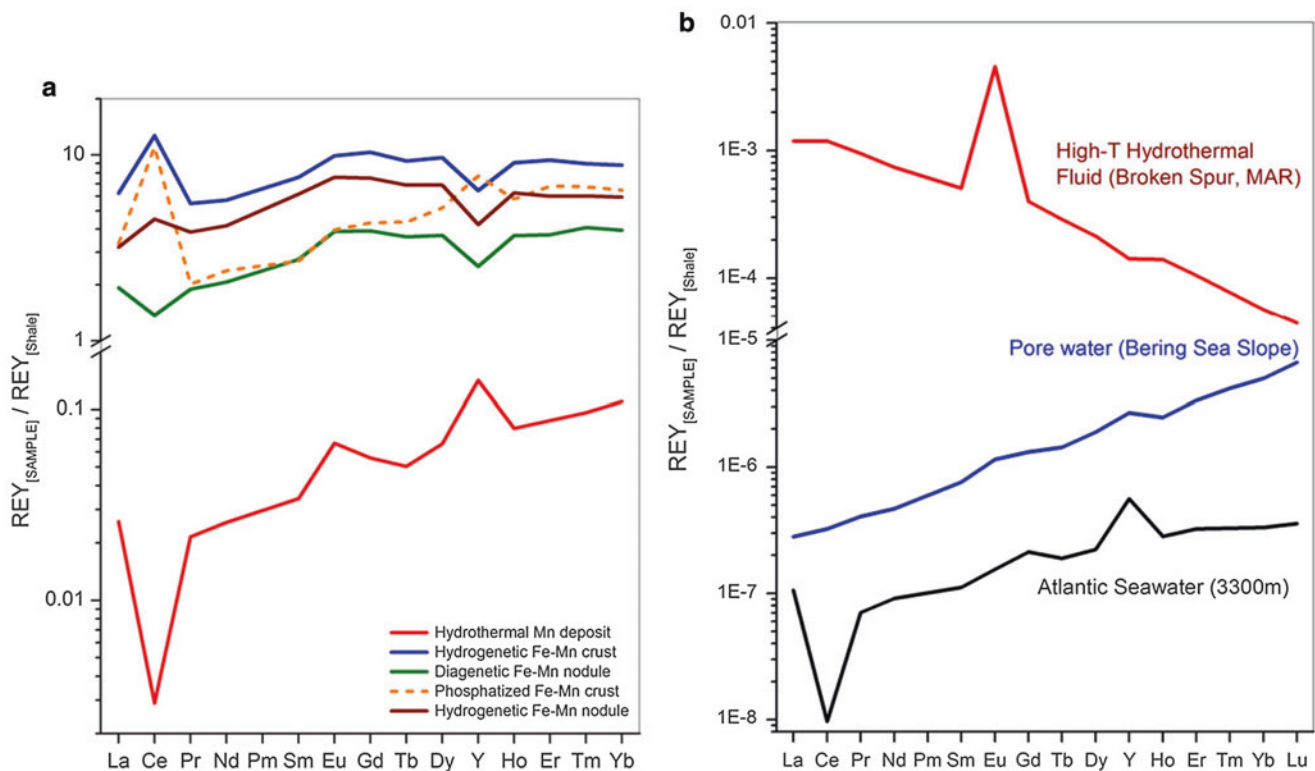 a
REY[SAMPLE] / REY[Shale]
10
1
0.1
0.01
Hydrothermal Mn deposit
Hydrogenetic Fe-Mn crust
Diagenetic Fe-Mn nodule
Phosphatized Fe-Mn crust
Hydrogenetic Fe-Mn nodule
La Ce Pr Nd Pm Sm Eu Gd Tb Dy Y Ho Er Tm Yb
b
REY[SAMPLE] / REY[Shale]
0.01
1E-3
1E-4
1E-5
1E-6
1E-7
1E-8
High-T Hydrothermal
Fluid (Broken Spur, MAR)
Pore water (Bering Sea Slope)
Atlantic Seawater (3300m)
La Ce Pr Nd Pm Sm Eu Gd Tb Dy Y Ho Er Tm Yb Lu